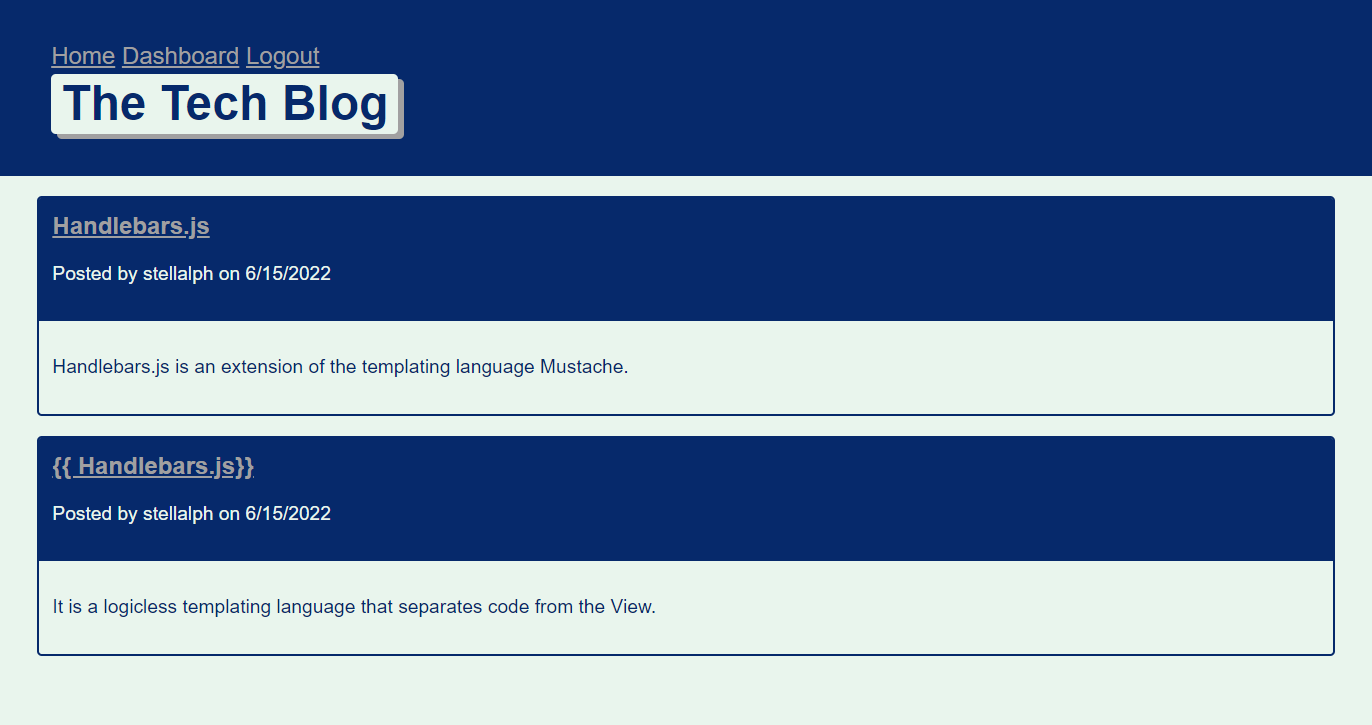 Home Dashboard Logout
The Tech Blog
Handlebars.js
Posted by stellalph on 6/15/2022
Handlebars.js is an extension of the templating language Mustache.
{{ Handlebars.js}}
Posted by stellalph on 6/15/2022
It is a logicless templating language that separates code from the View.